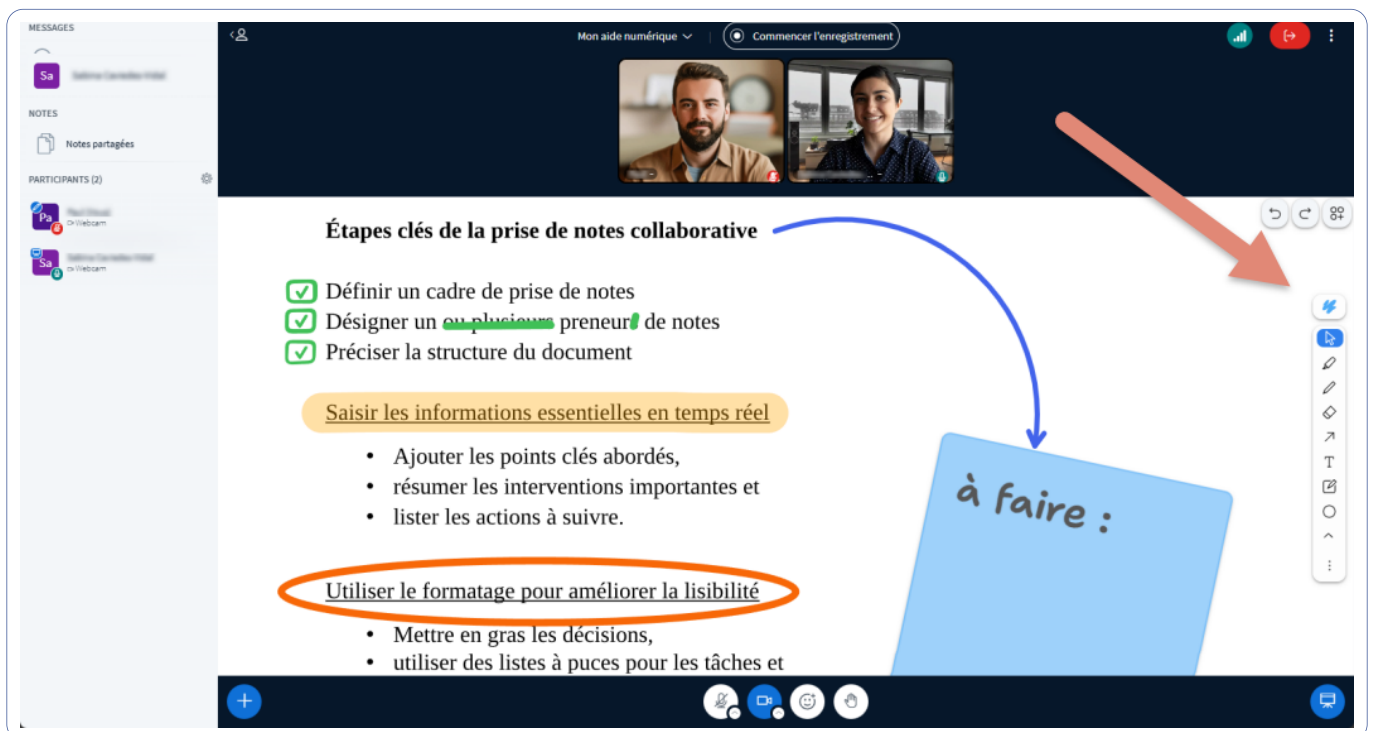 MESSAGES
Sa
NOTES
Notes partagées
PARTICIPANTS (2)
Pa
Webcam
Sa
Webcam
Mon aide numérique
Commencer l'enregistrement
Étapes clés de la prise de notes collaborative
Définir un cadre de prise de notes
Désigner un ou plusieurs preneur de notes
Préciser la structure du document
Saisir les informations essentielles en temps réel
• Ajouter les points clés abordés,
• résumer les interventions importantes et
• lister les actions à suivre.
Utiliser le formatage pour améliorer la lisibilité
• Mettre en gras les décisions,
• utiliser des listes à puces pour les tâches et
à faire :
T